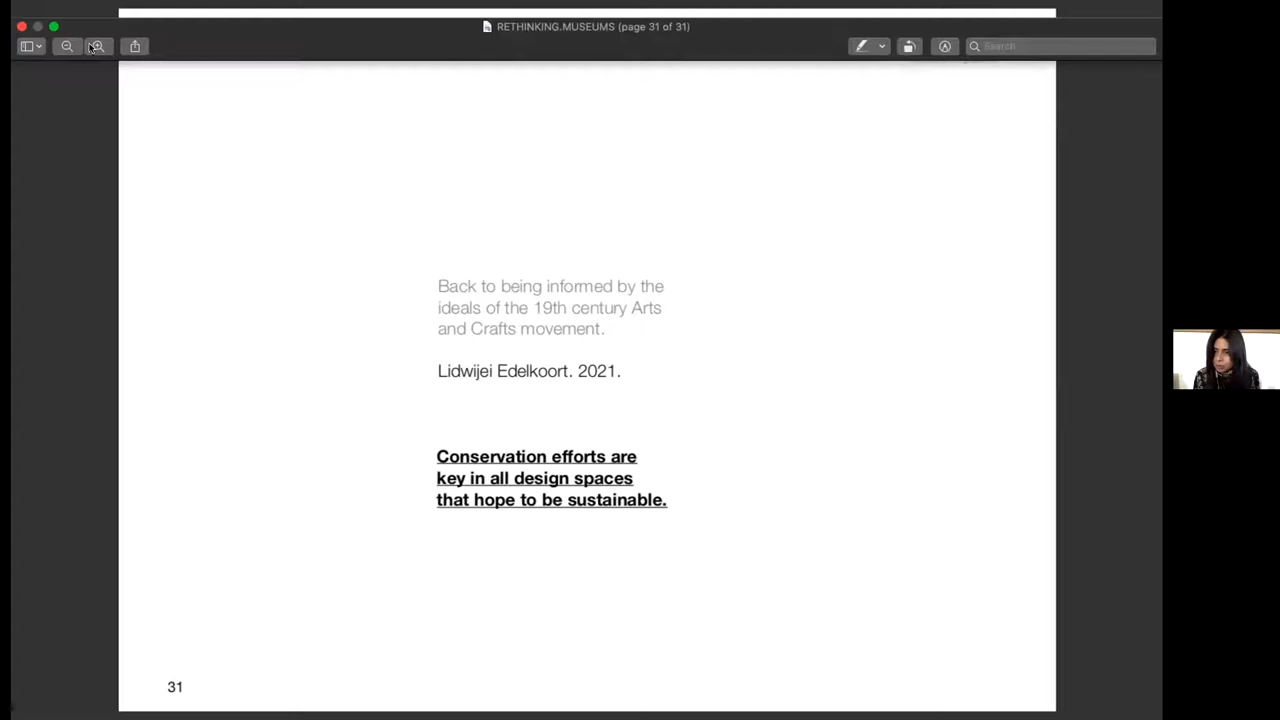 RETHINKING.MUSEUMS (page 31 of 31)
Search
Back to being informed by the
ideals of the 19th century Arts
and Crafts movement.
Lidwijei Edelkoort. 2021.
Conservation efforts are
key in all design spaces
that hope to be sustainable.
31